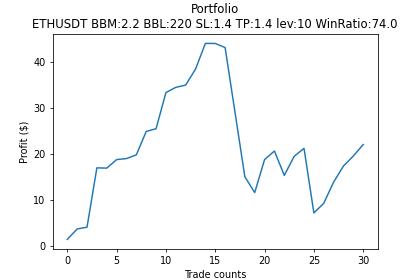 Portfolio
ETHUSDT BBM:2.2 BBL:220 SL:1.4 TP:1.4 lev:10 WinRatio:74.0
Profit ($)
40
30
20
10
0
0 5 10 15 20 25 30
Trade counts